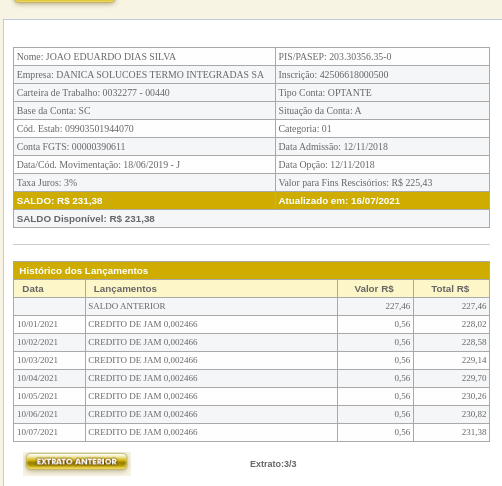 Nome: JOAO EDUARDO DIAS SILVA PIS/PASEP: 203.30356.35-0
Empresa: DANICA SOLUCOES TERMO INTEGRADAS SA Inscrição: 42506618000500
Carteira de Trabalho: 0032277 - 00440 Tipo Conta: OPTANTE
Base da Conta: SC Situação da Conta: A
Cód. Estab: 09903501944070 Categoria: 01
Conta FGTS: 00000390611 Data Admissão: 12/11/2018
Data/Cód. Movimentação: 18/06/2019 - J Data Opção: 12/11/2018
Taxa Juros: 3% Valor para Fins Rescisórios: R$ 225,43
SALDO: R$ 231,38 Atualizado em: 16/07/2021
SALDO Disponível: R$ 231,38
Histórico dos Lançamentos
Data Lançamentos Valor R$ Total R$
SALDO ANTERIOR 227,46 227,46
10/01/2021 CREDITO DE JAM 0,002466 0,56 228,02
10/02/2021 CREDITO DE JAM 0,002466 0,56 228,58
10/03/2021 CREDITO DE JAM 0,002466 0,56 229,14
10/04/2021 CREDITO DE JAM 0,002466 0,56 229,70
10/05/2021 CREDITO DE JAM 0,002466 0,56 230,26
10/06/2021 CREDITO DE JAM 0,002466 0,56 230,82
10/07/2021 CREDITO DE JAM 0,002466 0,56 231,38
EXTRATO ANTERIOR Extrato:3/3